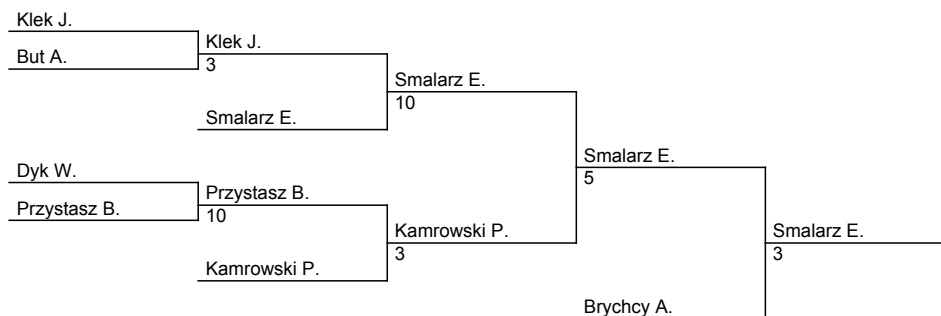 Klek J.
But A.
Klek J.
3
Smalarz E.
10
Smalarz E.
Smalarz E.
5
Dyk W.
Przystasz B.
Przystasz B.
10
Kamrowski P.
3
Smalarz E.
3
Kamrowski P.
Brychcy A.